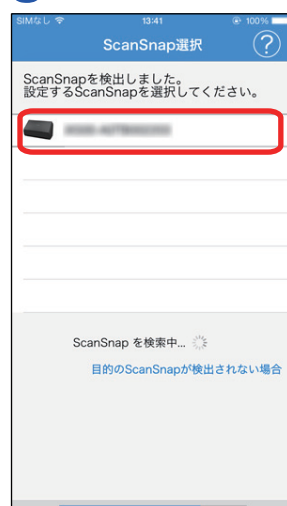 SIMなし 13:41 100%
ScanSnap選択 ?
ScanSnapを検出しました。
設定するScanSnapを選択してください。
ScanSnap を検索中...
目的のScanSnapが検出されない場合